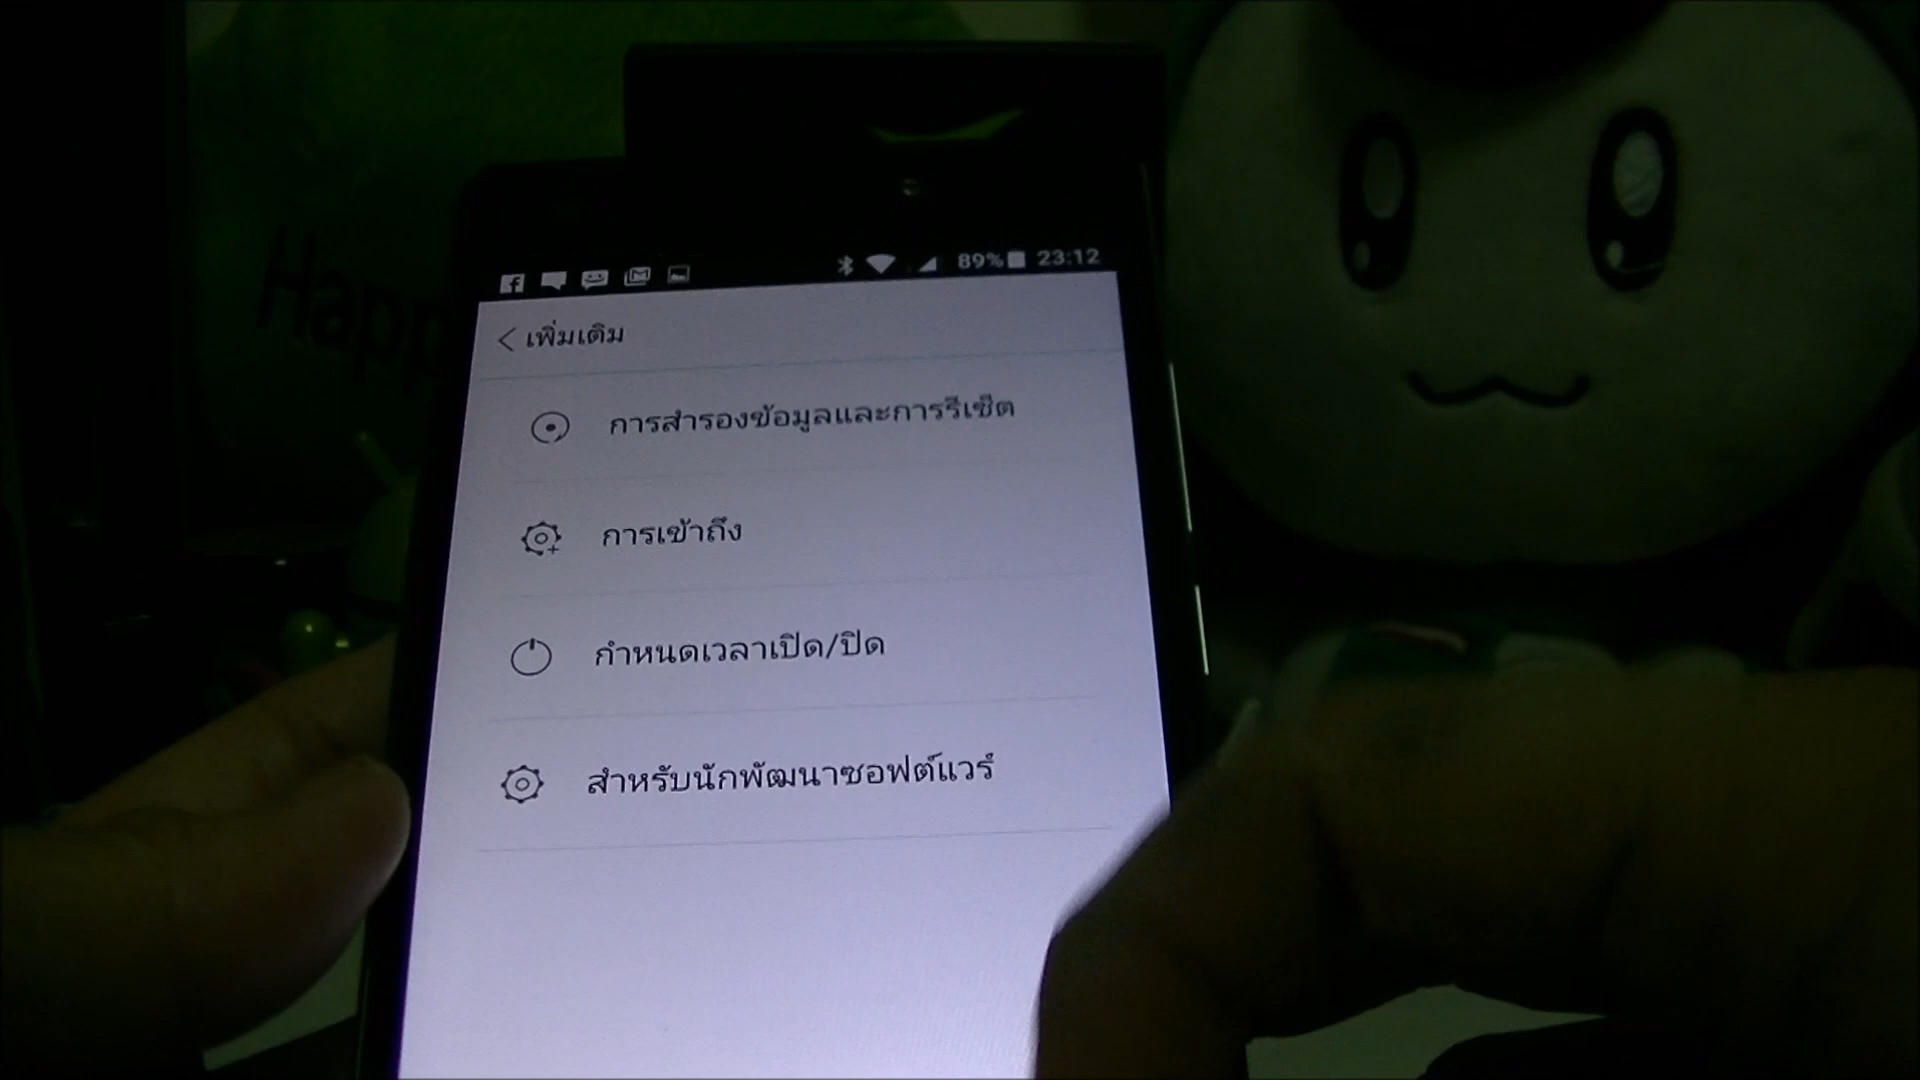 Happ
89% 23:12
เพิ่มเติม
การสำรองข้อมูลและการรีเซ็ต
การเข้าถึง
กำหนดเวลาเปิด/ปิด
สำหรับนักพัฒนาซอฟต์แวร์